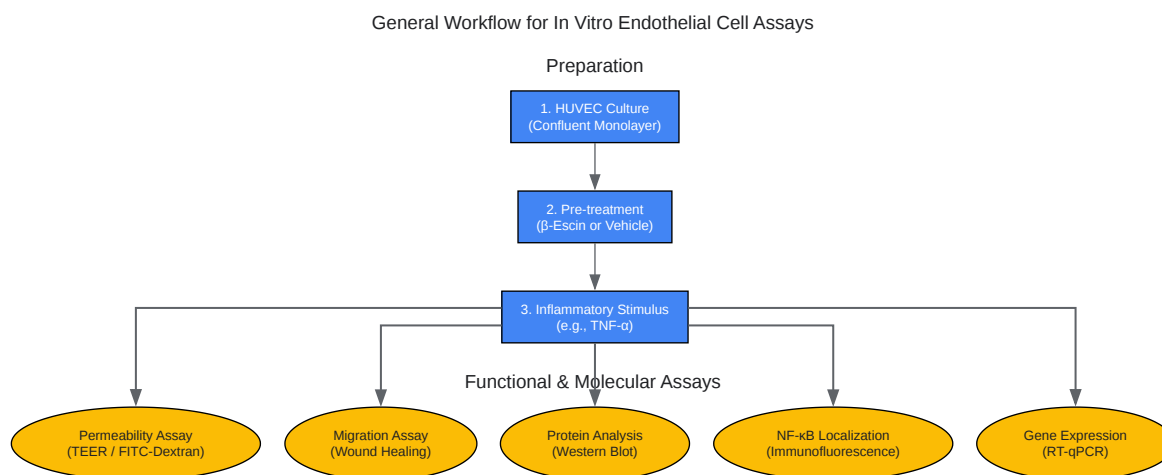 General Workflow for In Vitro Endothelial Cell Assays
Preparation
1. HUVEC Culture
(Confluent Monolayer)
2. Pre-treatment
(β-Escin or Vehicle)
3. Inflammatory Stimulus
(e.g., TNF-α)
Functional & Molecular Assays
Permeability Assay
(TEER / FITC-Dextran)
Migration Assay
(Wound Healing)
Protein Analysis
(Western Blot)
NF-κB Localization
(Immunofluorescence)
Gene Expression
(RT-qPCR)